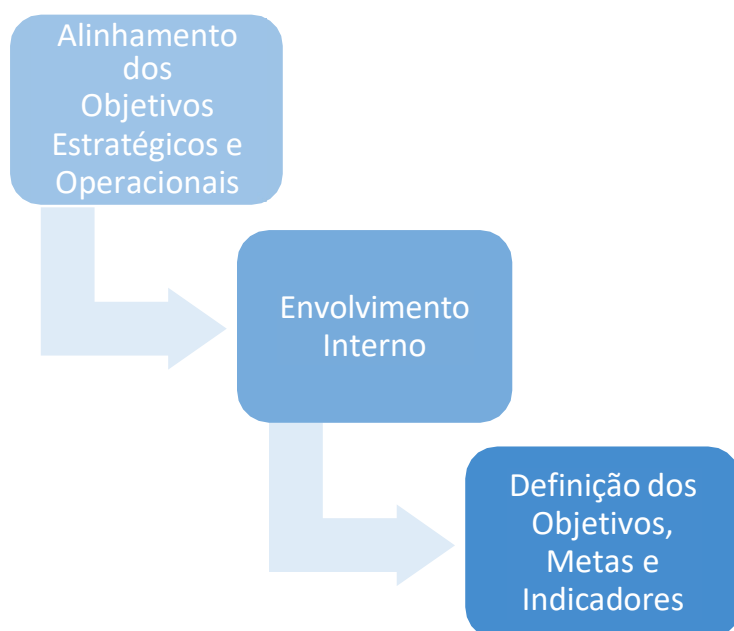 Alinhamento
dos
Objetivos
Estratégicos e
Operacionais
Envolvimento
Interno
Definição dos
Objetivos,
Metas e
Indicadores